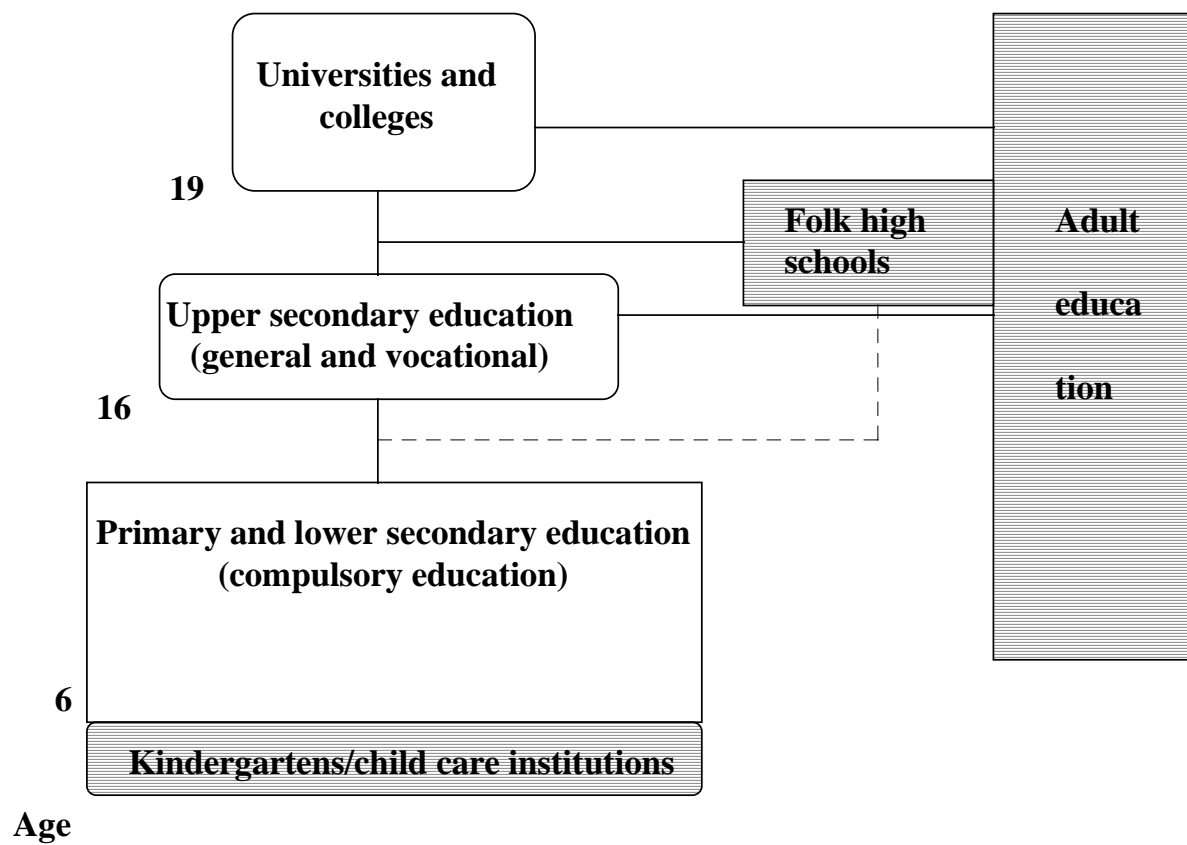 Universities and
colleges
19
Folk high
schools
Adult
educa
tion
Upper secondary education
(general and vocational)
16
Primary and lower secondary education
(compulsory education)
6
Kindergartens/child care institutions
Age